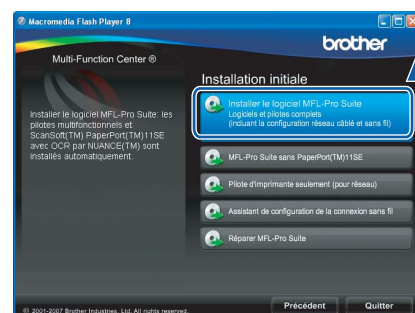 Macromedia Flash Player 8
brother
Multi-Function Center ®
Installation initiale
Installer le logiciel MFL-Pro Suite: les
pilotes multifonctionnels et
ScanSoft(TM) PaperPort(TM)11SE
avec OCR par NUANCE(TM) sont
installés automatiquement.
Installer le logiciel MFL-Pro Suite
Logiciels et pilotes complets
(incluant la configuration réseau câblé et sans fil)
MFL-Pro Suite sans PaperPort(TM)11SE
Pilote d'imprimante seulement (pour réseau)
Assistant de configuration de la connexion sans fil
Réparer MFL-Pro Suite
© 2001-2007 Brother Industries, Ltd. All rights reserved.
Précédent
Quitter